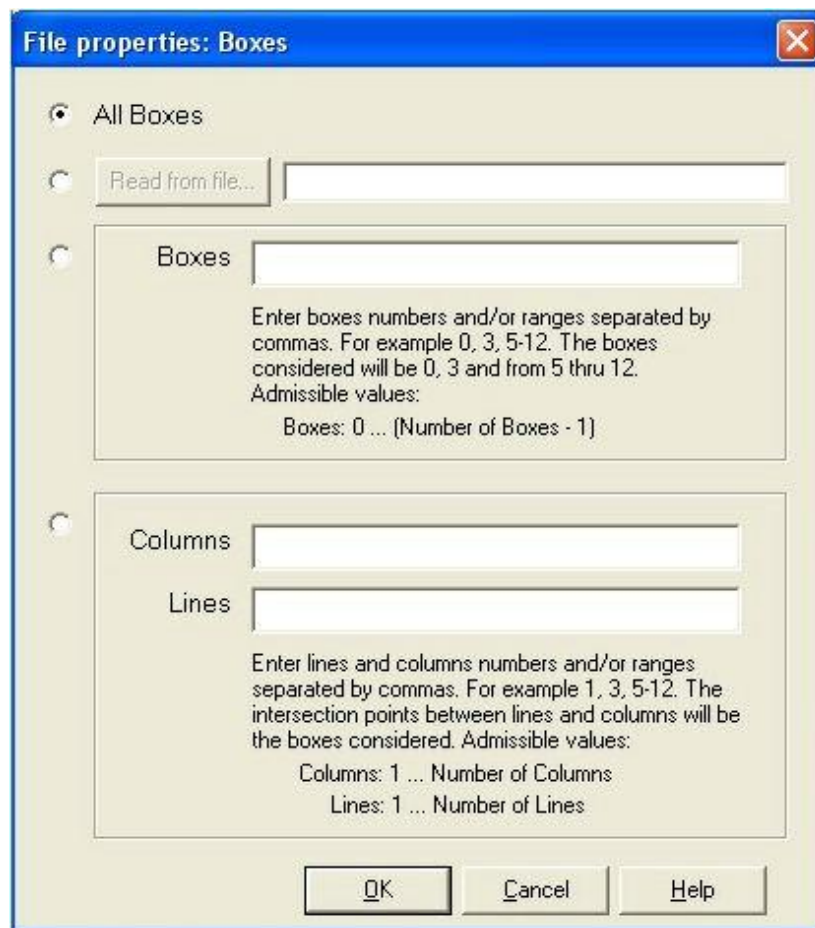 File properties: Boxes
All Boxes
Read from file...
Boxes
Enter boxes numbers and/or ranges separated by
commas. For example 0, 3, 5-12. The boxes
considered will be 0, 3 and from 5 thru 12.
Admissible values:
Boxes: 0 ... (Number of Boxes - 1)
Columns
Lines
Enter lines and columns numbers and/or ranges
separated by commas. For example 1, 3, 5-12. The
intersection points between lines and columns will be
the boxes considered. Admissible values:
Columns: 1 ... Number of Columns
Lines: 1 ... Number of Lines
OK Cancel Help